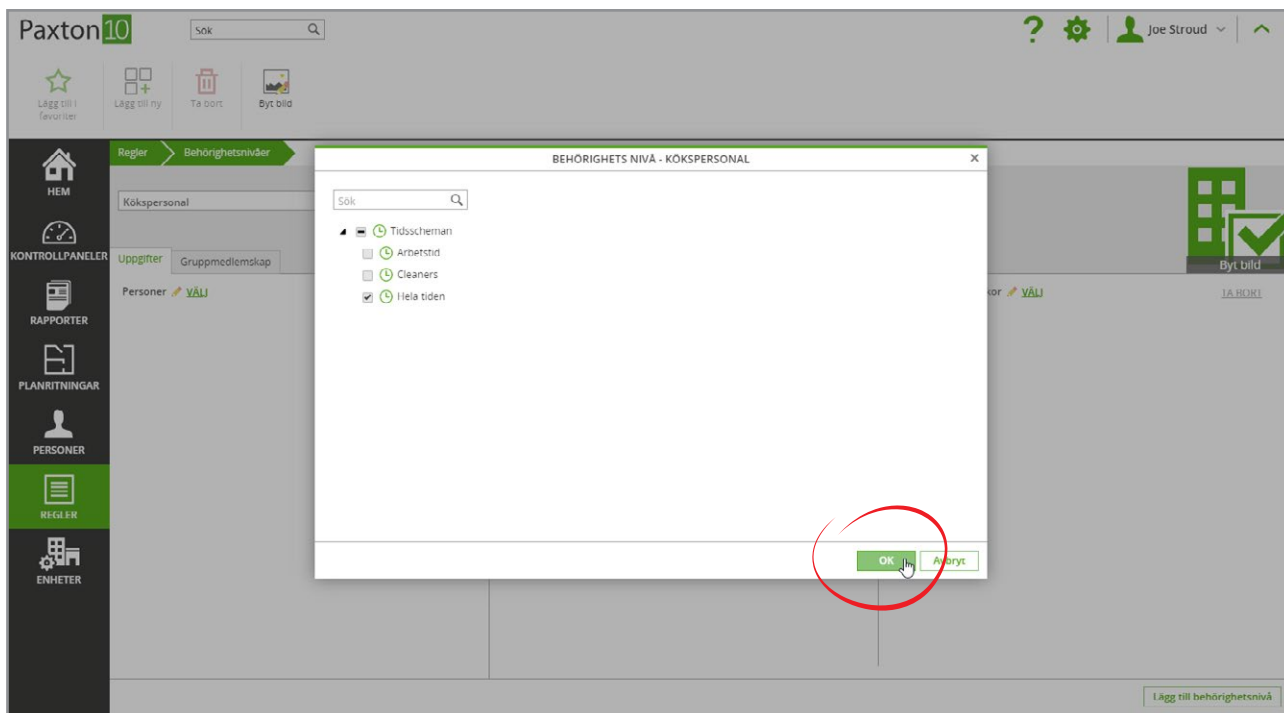 Paxton10
Sök
Joe Stroud
Lägg till i
favoriter
Lägg till ny
Ta bort
Byt bild
HEM
KONTROLLPANELER
RAPPORTER
PLANRITNINGAR
PERSONER
REGLER
ENHETER
Regler
Behörighetsnivåer
Kökspersonal
Uppgifter
Gruppmedlemskap
Personer VÄLJ
BEHÖRIGHETS NIVÅ - KÖKSPERSONAL
Sök
Tidsscheman
Arbetstid
Cleaners
Hela tiden
OK
Avbryt
Byt bild
kor VÄLJ
TA BORT
Lägg till behörighetsnivå